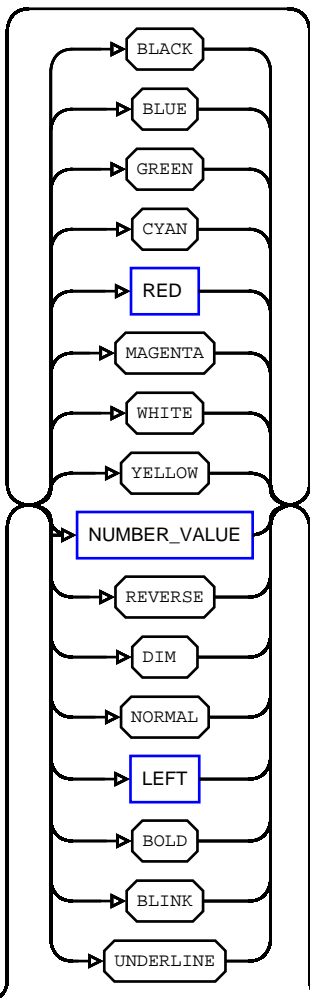 BLACK
BLUE
GREEN
CYAN
RED
MAGENTA
WHITE
YELLOW
NUMBER_VALUE
REVERSE
DIM
NORMAL
LEFT
BOLD
BLINK
UNDERLINE